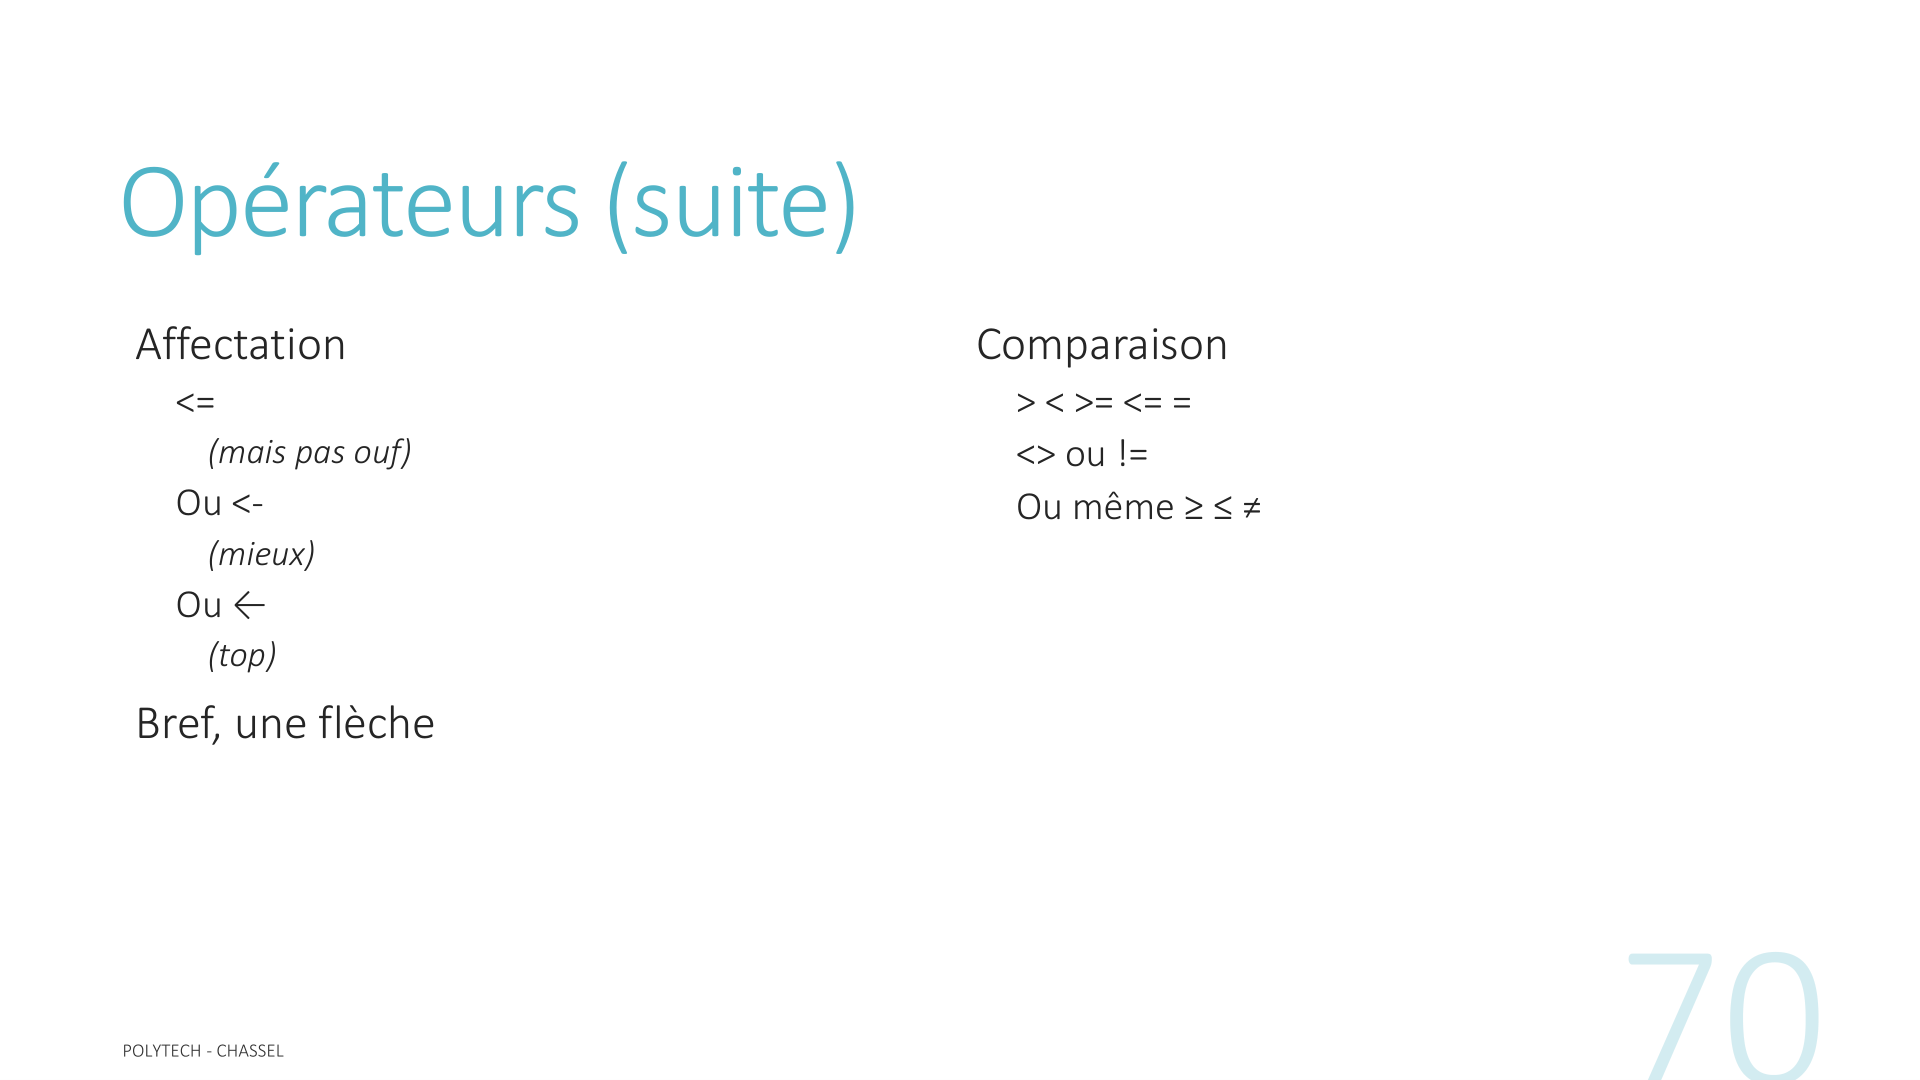 Opérateurs (suite)
Affectation
<=
(mais pas ouf)
Ou <-
(mieux)
Ou ←
(top)
Bref, une flèche
Comparaison
> < >= <= =
<> ou !=
Ou même ≥ ≤ ≠
POLYTECH - CHASSEL
70